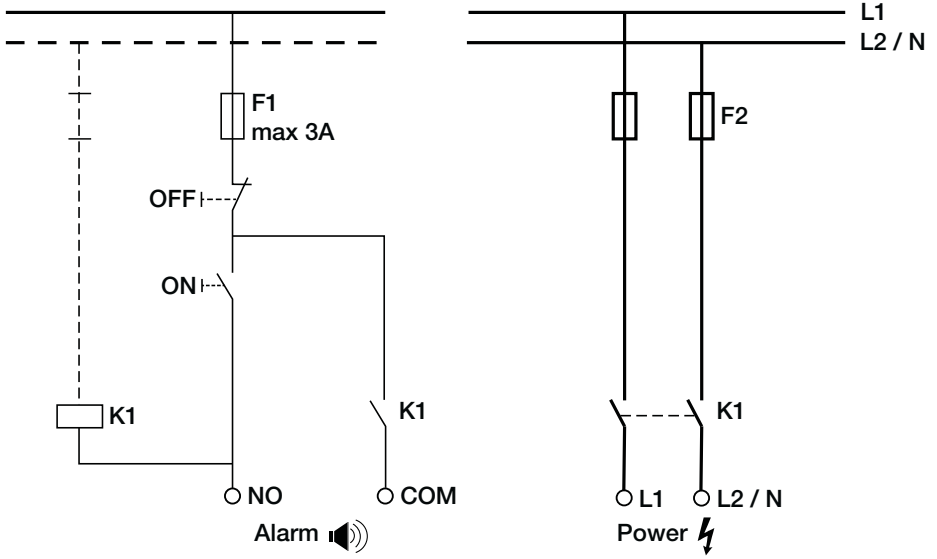 L1
L2 / N
F1
max 3A
F2
OFF
ON
K1
K1
K1
NO
COM
L1
L2 / N
Alarm
Power